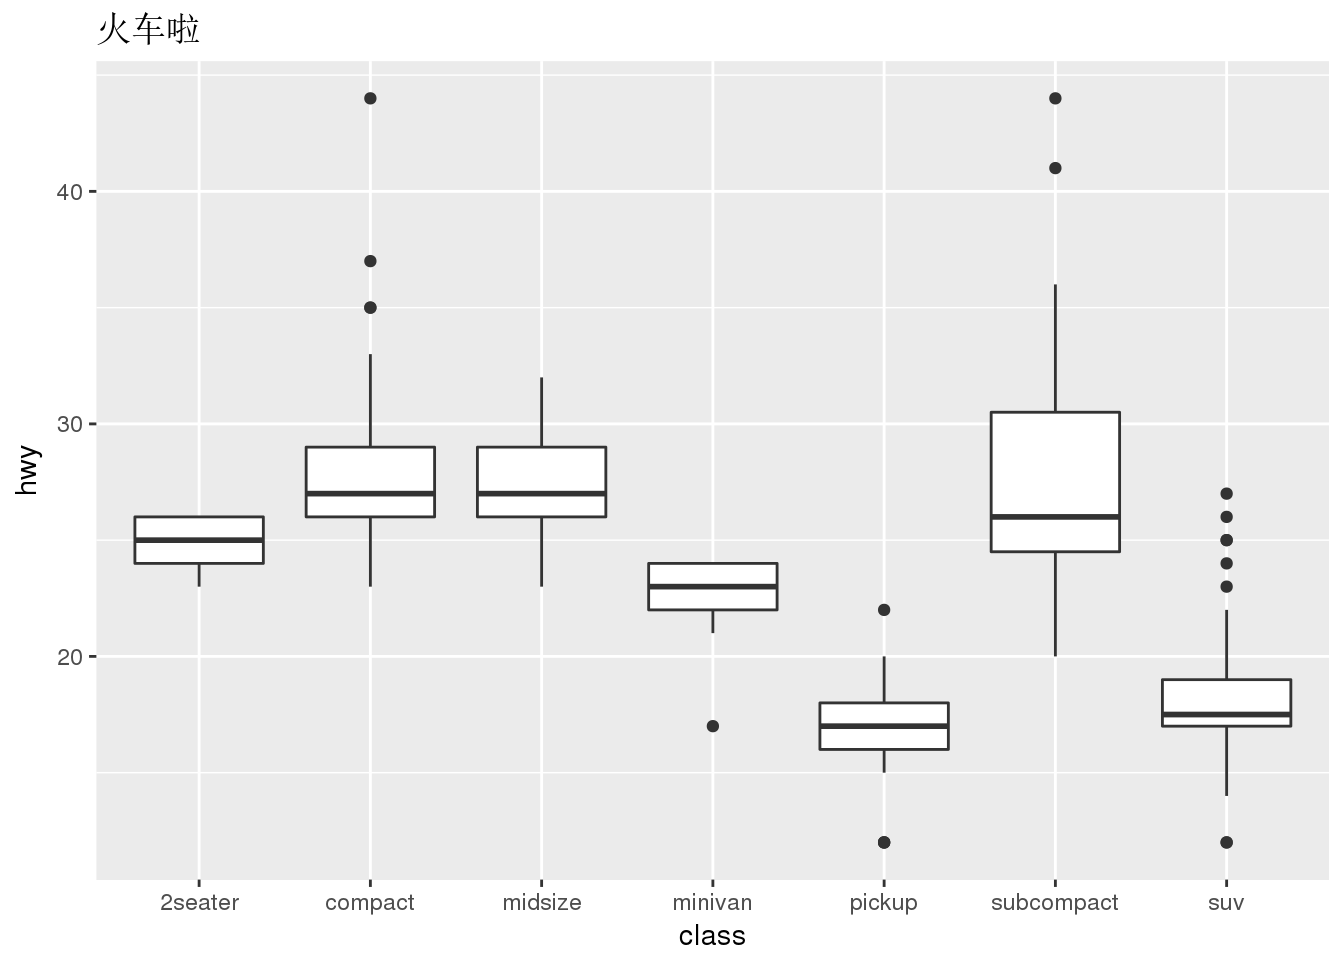 火车啦
40
30
20
hwy
2seater compact midsize minivan pickup subcompact suv
class